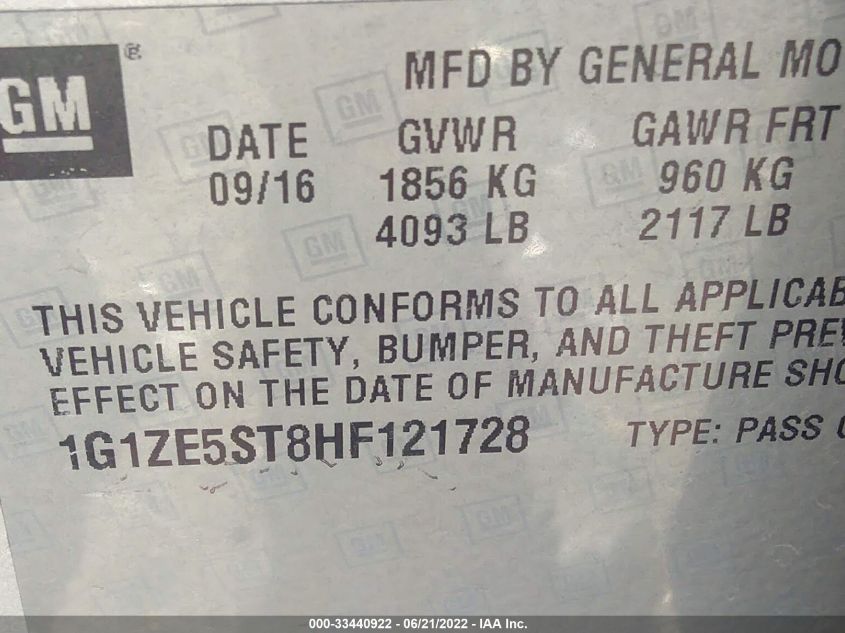 GM ®
MFD BY GENERAL MO
DATE GVWR GAWR FRT
09/16 1856 KG 960 KG
4093 LB 2117 LB
THIS VEHICLE CONFORMS TO ALL APPLICAB
VEHICLE SAFETY, BUMPER, AND THEFT PREV
EFFECT ON THE DATE OF MANUFACTURE SHO
1G1ZE5ST8HF121728 TYPE: PASS C
000-33440922 - 06/21/2022 - IAA Inc.